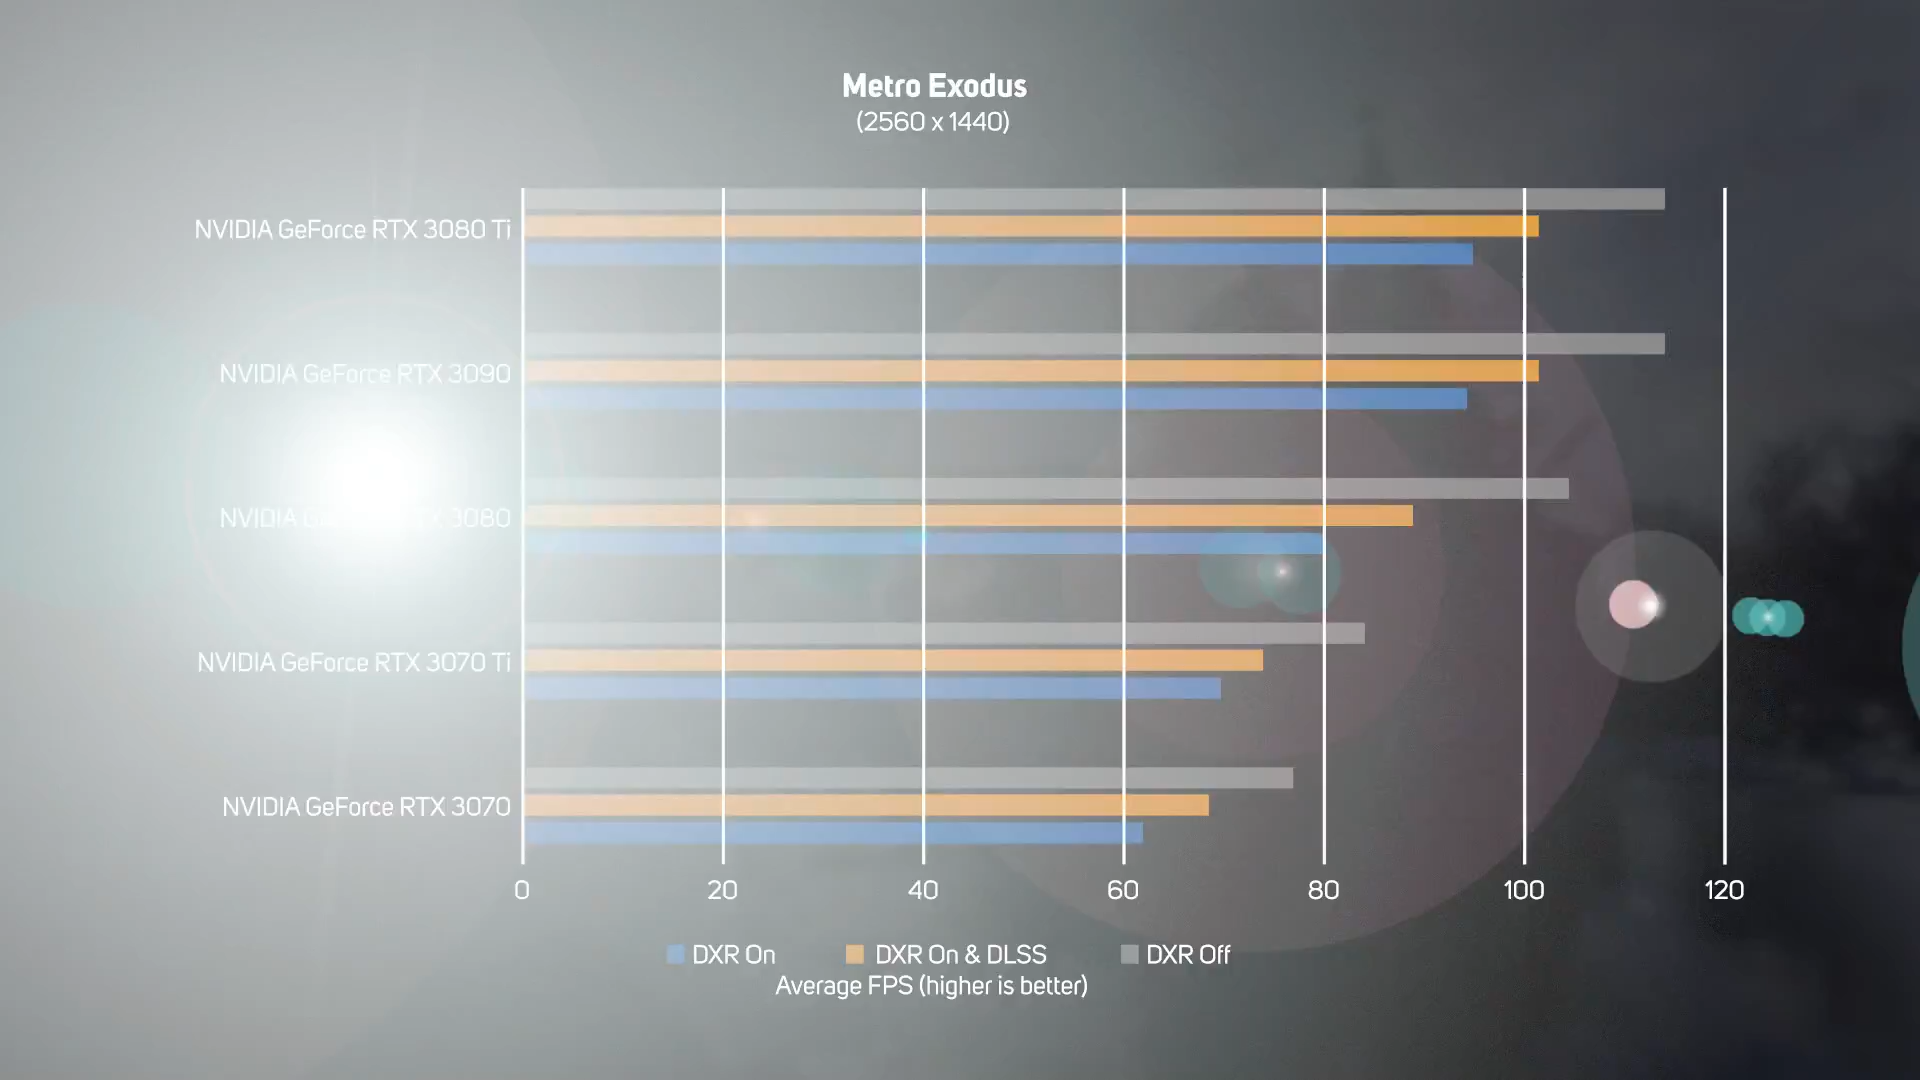 Metro Exodus
(2560 x 1440)
NVIDIA GeForce RTX 3080 Ti
NVIDIA GeForce RTX 3090
NVIDIA 3080
NVIDIA GeForce RTX 3070 Ti
NVIDIA GeForce RTX 3070
0 20 40 60 80 100 120
DXR On DXR On & DLSS DXR Off
Average FPS (higher is better)